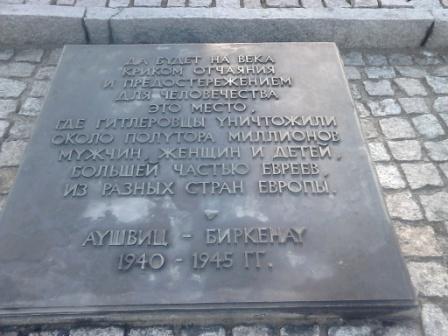 ДА БУДЕТ НА ВЕКА
КРИКОМ ОТЧАЯНИЯ
И ПРЕДОСТЕРЕЖЕНИЕМ
ДЛЯ ЧЕЛОВЕЧЕСТВА
ЭТО МЕСТО,
ГДЕ ГИТЛЕРОВЦЫ УНИЧТОЖИЛИ
ОКОЛО ПОЛУТОРА МИЛЛИОНОВ
МУЖЧИН, ЖЕНЩИН И ДЕТЕЙ,
БОЛЬШЕЙ ЧАСТЬЮ ЕВРЕЕВ,
ИЗ РАЗНЫХ СТРАН ЕВРОПЫ.
АУШВИЦ - БИРКЕНАУ
1940 - 1945 ГГ.